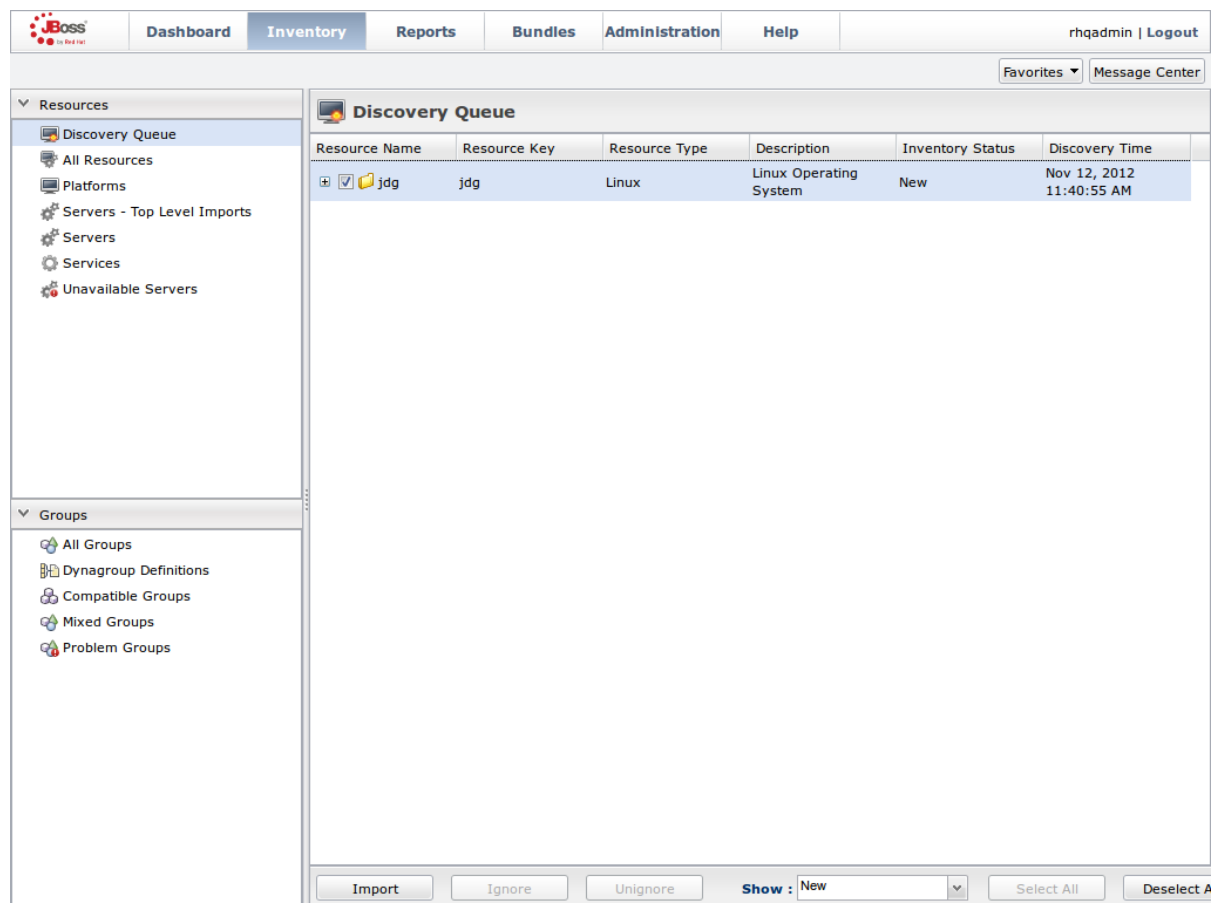 JBoss
by Red Hat
Dashboard
Inventory
Reports
Bundles
Administration
Help
rhqadmin | Logout
Favorites
Message Center
Resources
Discovery Queue
All Resources
Platforms
Servers - Top Level Imports
Servers
Services
Unavailable Servers
Groups
All Groups
Dynagroup Definitions
Compatible Groups
Mixed Groups
Problem Groups
Discovery Queue
Resource Name Resource Key Resource Type Description Inventory Status Discovery Time
jdg jdg Linux Linux Operating System New Nov 12, 2012 11:40:55 AM
Import Ignore Unignore Show : New Select All Deselect A